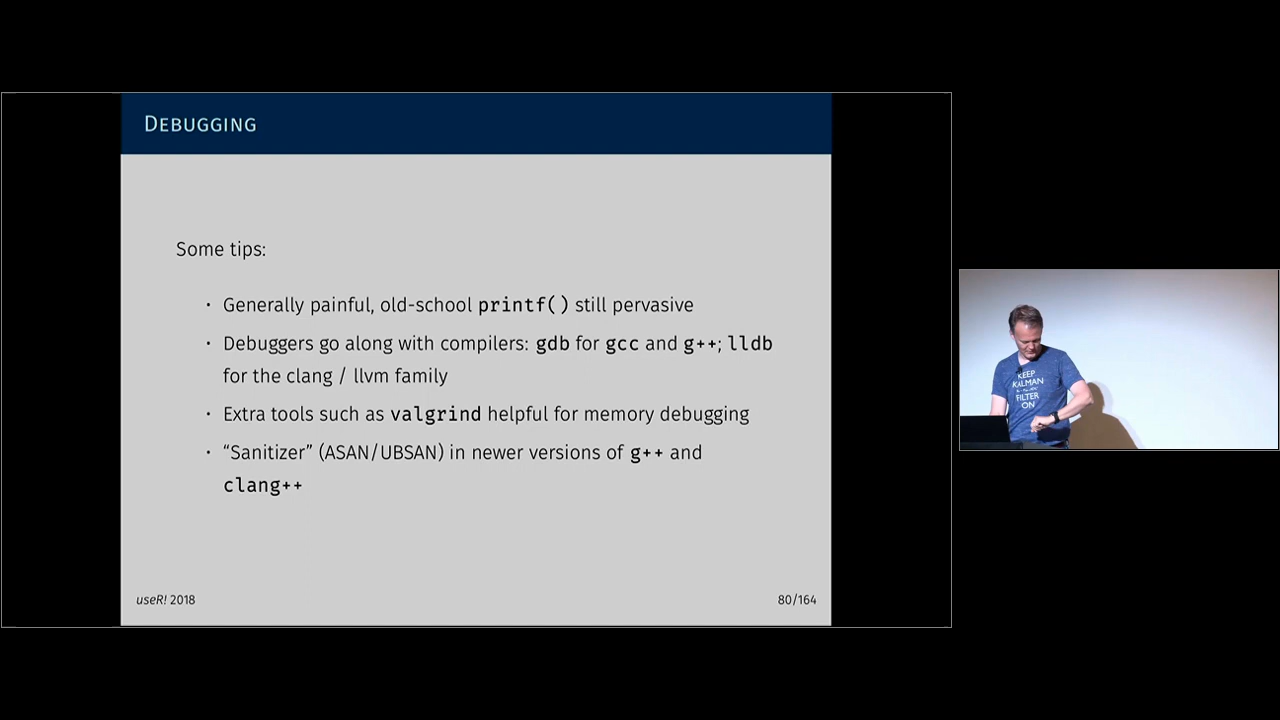 DEBUGGING
Some tips:
• Generally painful, old-school printf() still pervasive
• Debuggers go along with compilers: gdb for gcc and g++; lldb
for the clang / llvm family
• Extra tools such as valgrind helpful for memory debugging
• “Sanitizer” (ASAN/UBSAN) in newer versions of g++ and
clang++
useR! 2018
80/164
KEEP
KALMAN
FILTER
ON